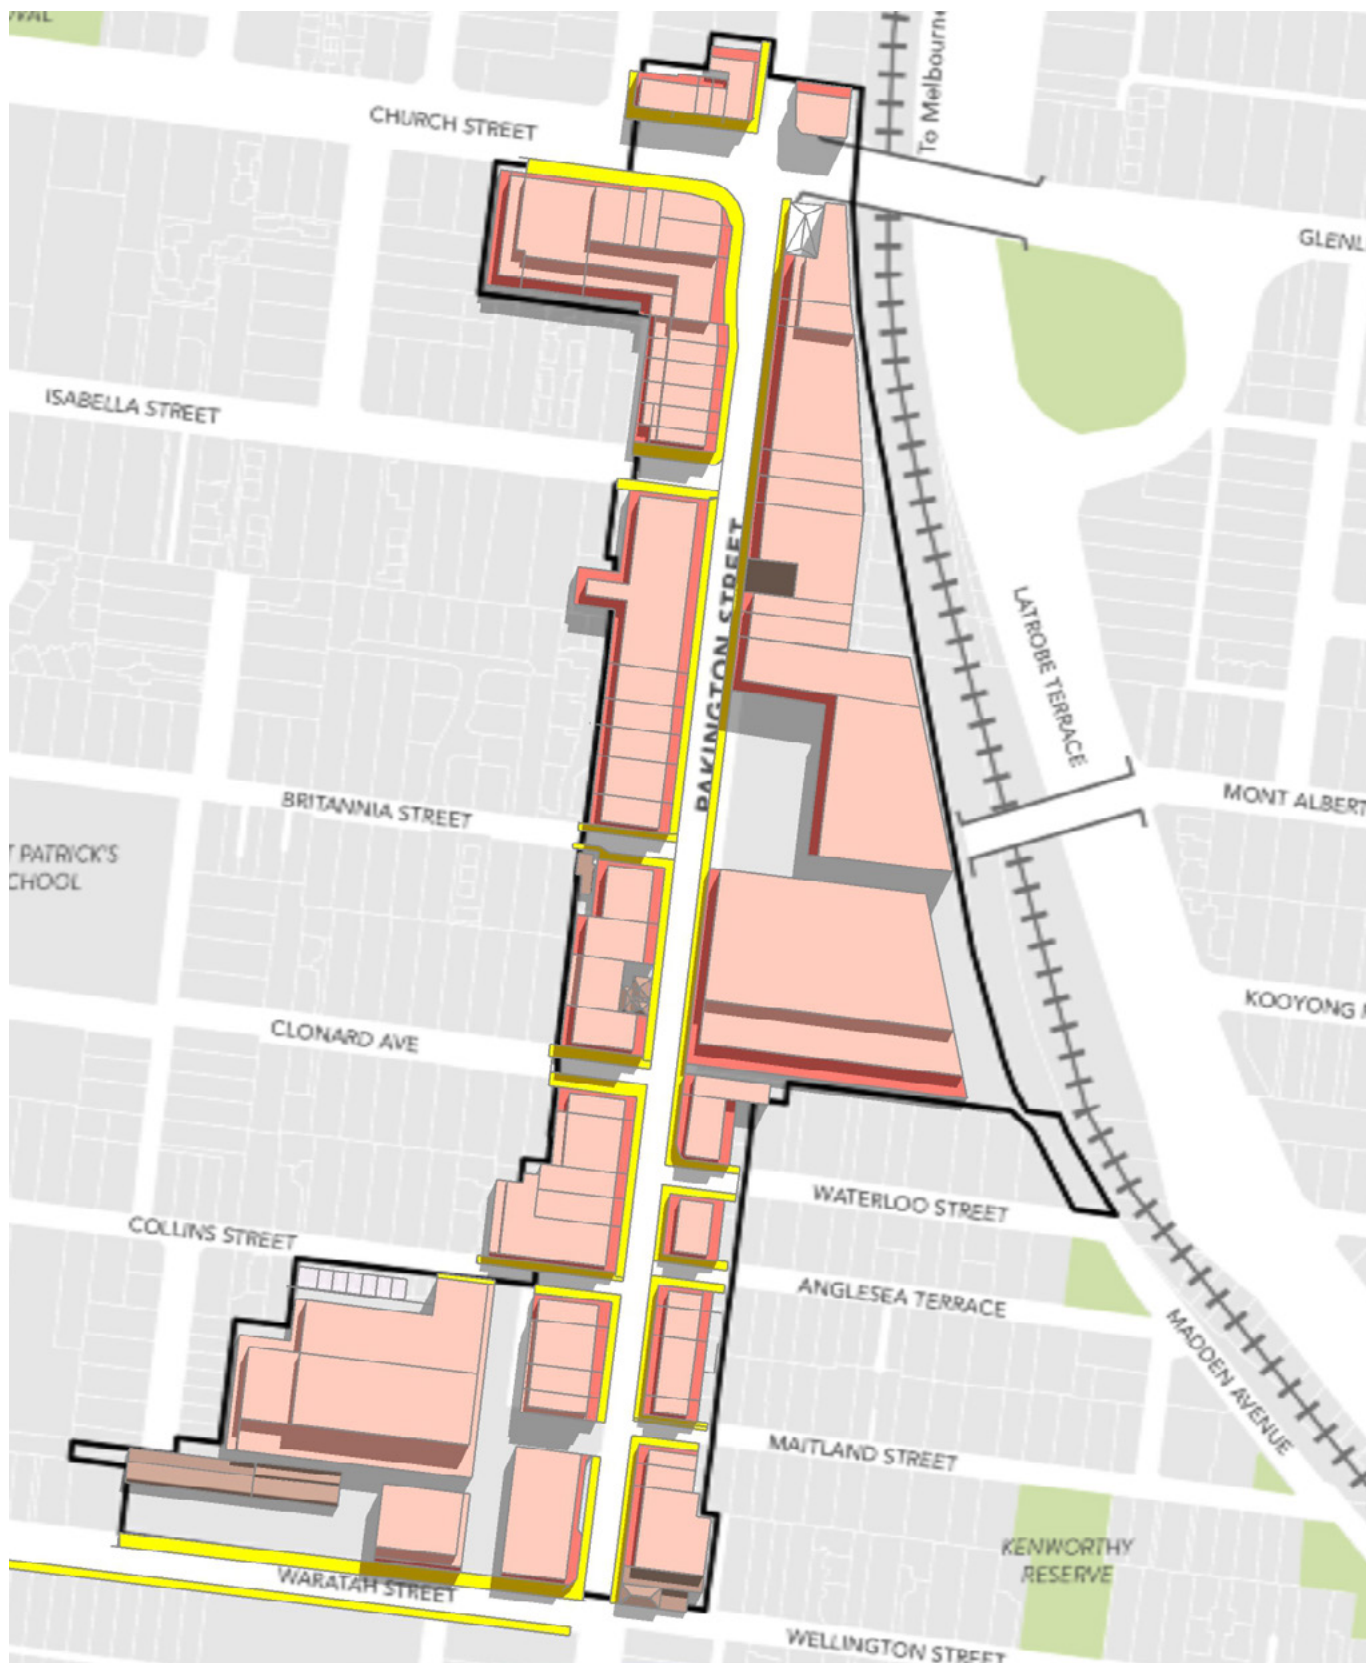 OVAL
To Melbourne
CHURCH STREET
GLENL
ISABELLA STREET
PAKINGTON STREET
LATROBE TERRACE
BRITANNIA STREET
MONT ALBERT
T PATRICK'S
CHOOL
KOOYONG
CLONARD AVE
WATERLOO STREET
COLLINS STREET
ANGLESEA TERRACE
MADDEN AVENUE
MAITLAND STREET
KENWORTHY
RESERVE
WARATAH STREET
WELLINGTON STREET